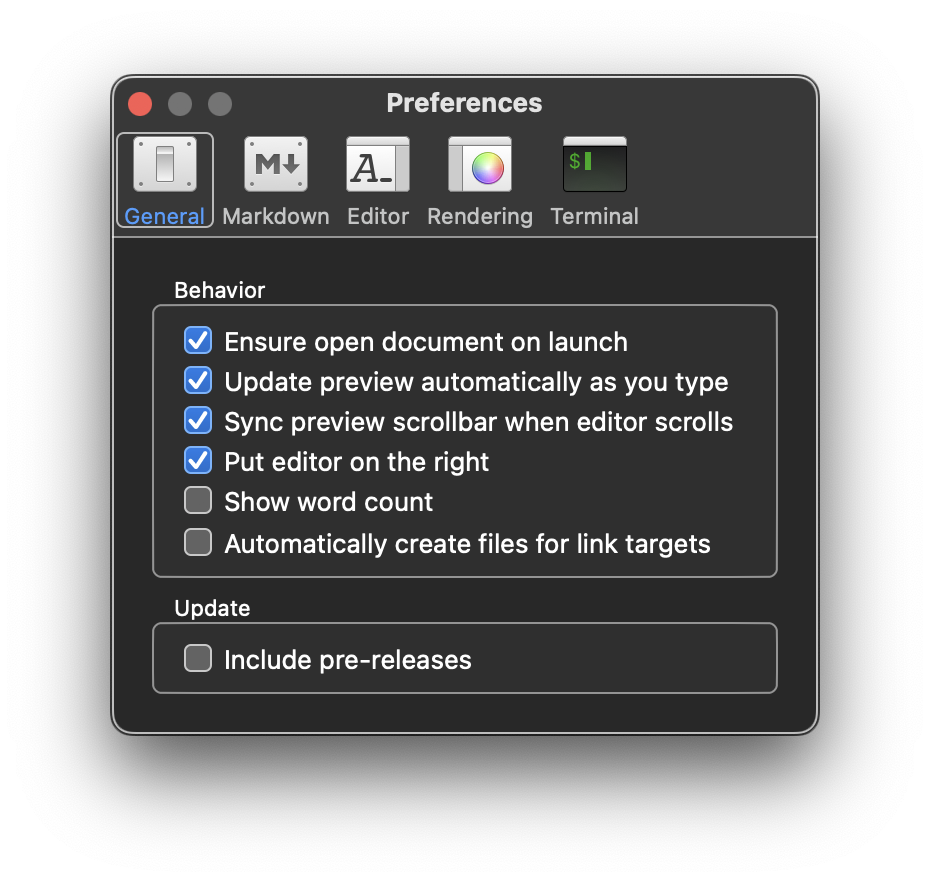 Preferences
M
A_
$
General Markdown Editor Rendering Terminal
Behavior
Ensure open document on launch
Update preview automatically as you type
Sync preview scrollbar when editor scrolls
Put editor on the right
Show word count
Automatically create files for link targets
Update
Include pre-releases